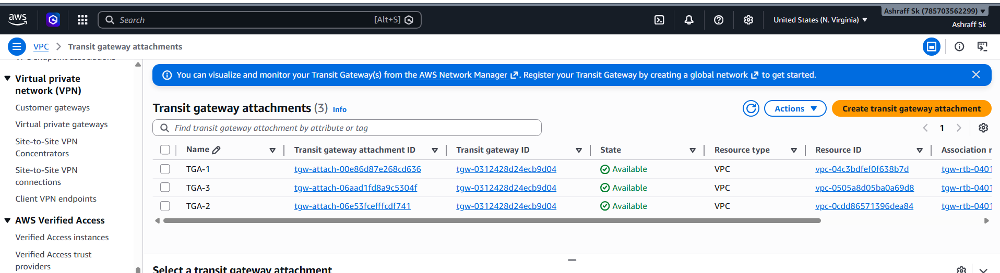 aws
Search [Alt+S]
United States (N. Virginia)
Ashraff Sk (785703562299)
Ashraff Sk
VPC Transit gateway attachments
Virtual private
network (VPN)
Customer gateways
Virtual private gateways
Site-to-Site VPN
Concentrators
Site-to-Site VPN
connections
Client VPN endpoints
AWS Verified Access
Verified Access instances
Verified Access trust
providers
You can visualize and monitor your Transit Gateway(s) from the AWS Network Manager. Register your Transit Gateway by creating a global network to get started.
Transit gateway attachments (3) Info
Actions
Create transit gateway attachment
Find transit gateway attachment by attribute or tag
1
Name Transit gateway attachment ID Transit gateway ID State Resource type Resource ID Association r
TGA-1 tgw-attach-00e86d87e268cd636 tgw-0312428d24ecb9d04 Available VPC vpc-04c3bdfef0f638b7d tgw-rtb-0401
TGA-3 tgw-attach-06aad1fd8a9c5304f tgw-0312428d24ecb9d04 Available VPC vpc-0505a8d05ba0a69d8 tgw-rtb-0401
TGA-2 tgw-attach-06e53fcefffcdf741 tgw-0312428d24ecb9d04 Available VPC vpc-0cdd86571396dea84 tgw-rtb-0401
Select a transit gateway attachment